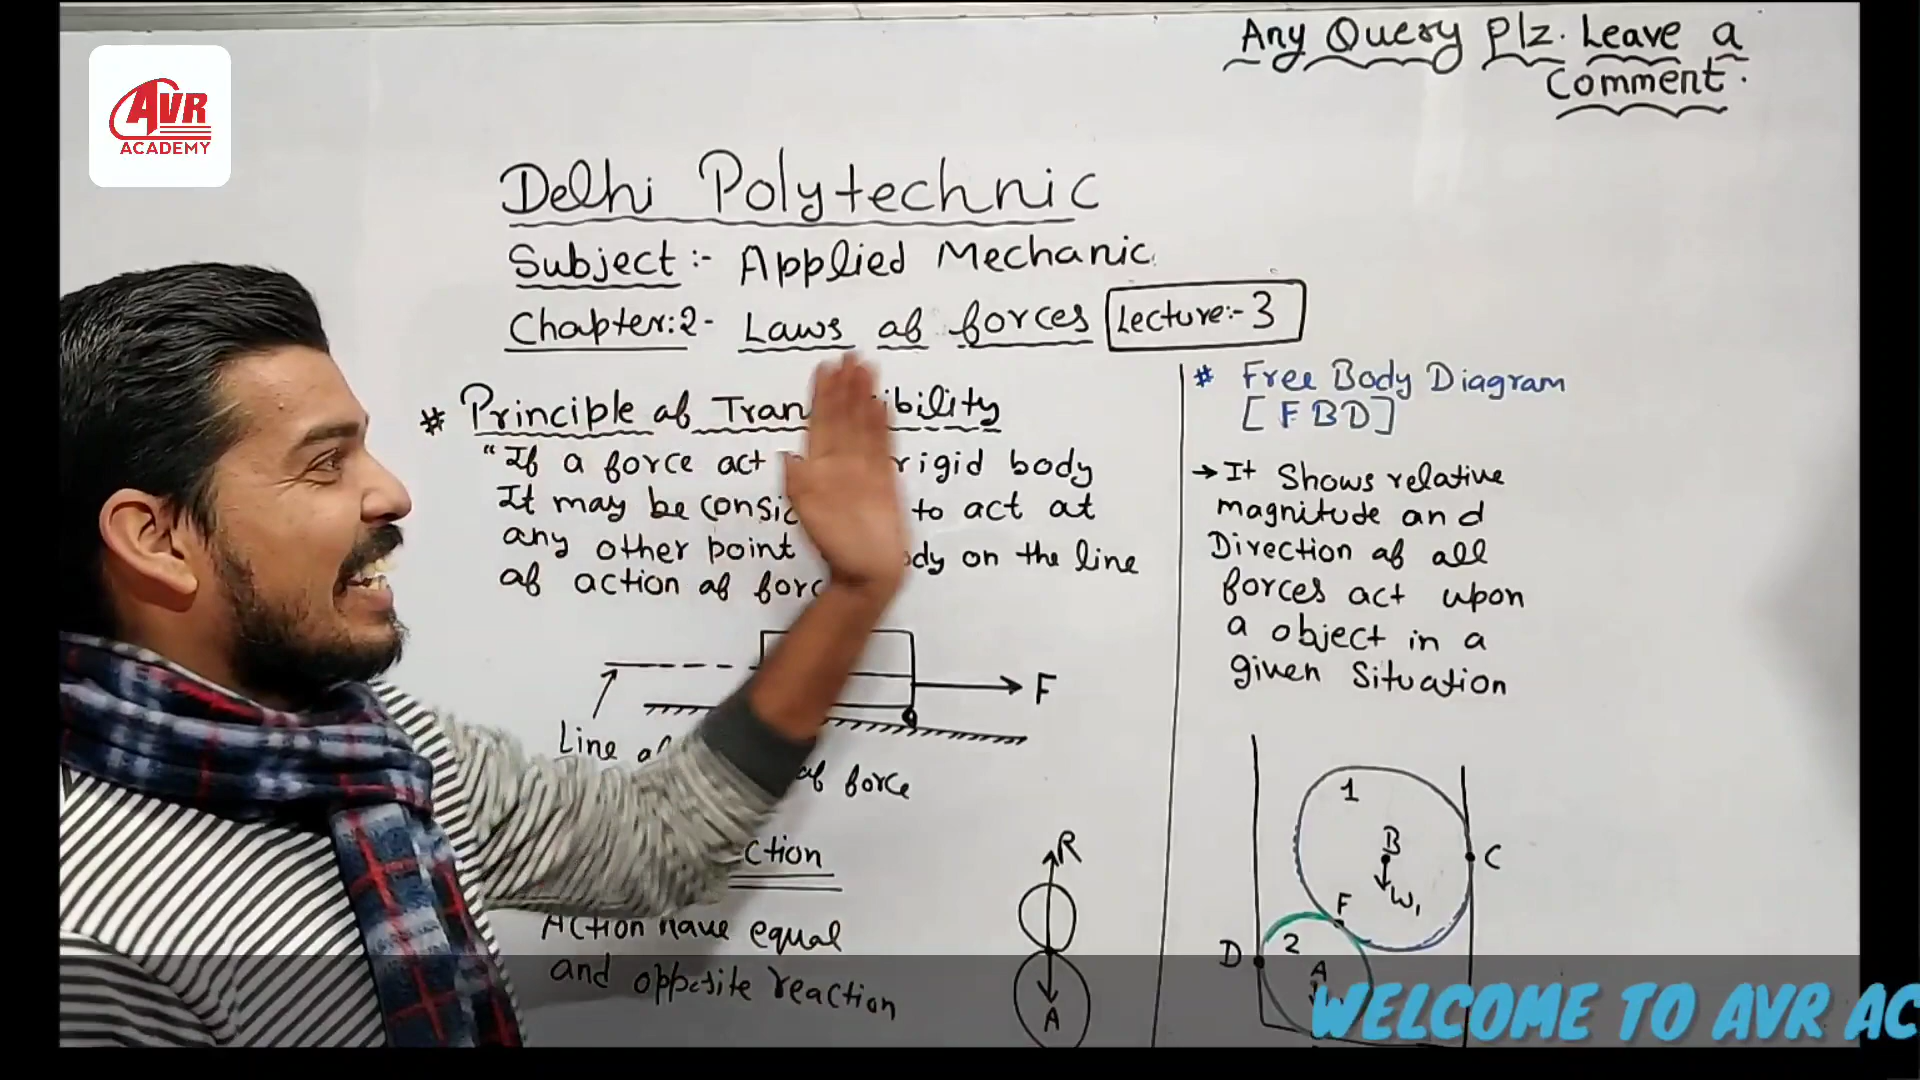 AVR
ACADEMY
Any Query Plz. Leave a
Comment.
Delhi Polytechnic
Subject:- Applied Mechanic
Chapter:2- Laws of forces
Lecture:-3
# Principle of Tran ibility
"If a force act rigid body
It may be consi to act at
any other point ody on the line
of action of forc
F
Line of
of force
ction
Action have equal
and opposite reaction
R
A
# Free Body Diagram
[FBD]
→ It Shows relative
magnitude and
Direction of all
forces act upon
a object in a
given Situation
1
B
C
W1
F
D
2
A
WELCOME TO AVR AC